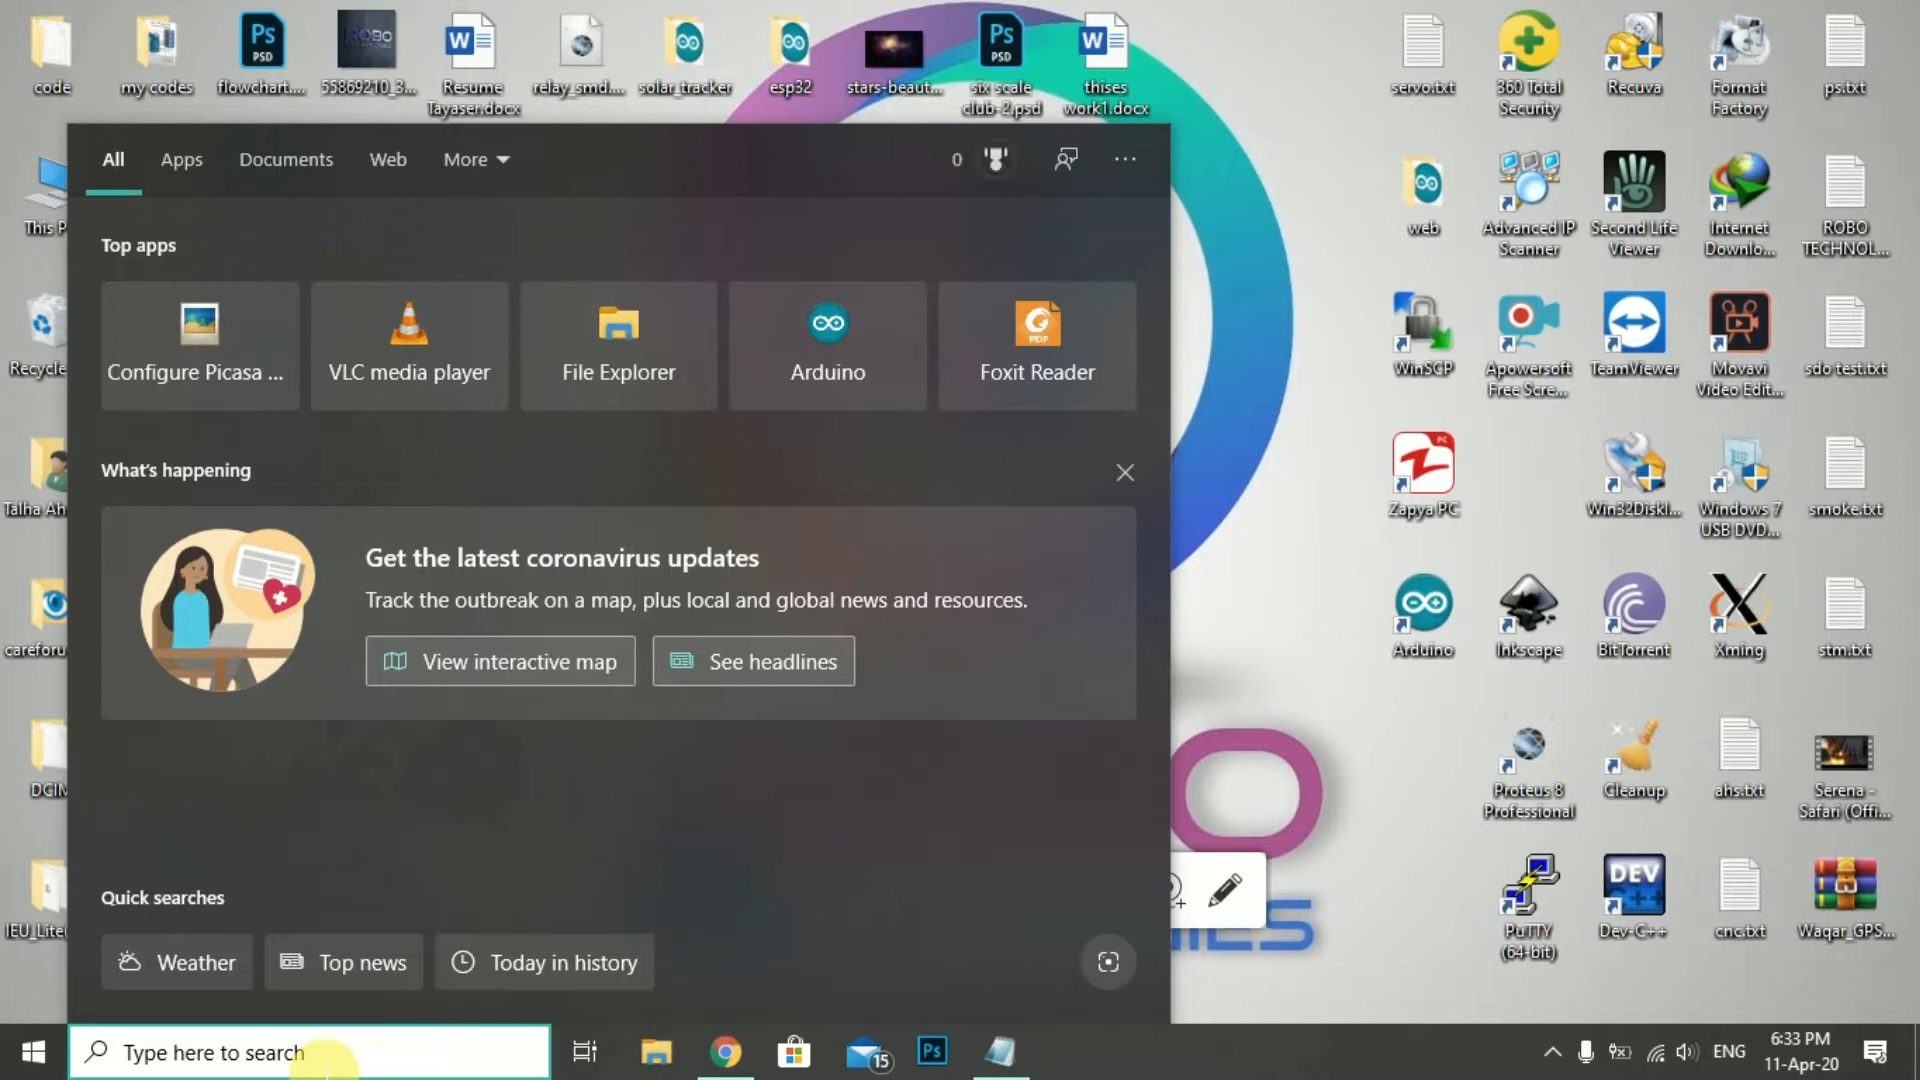 code
my codes
flowchart....
55869210_3...
Resume
Tayaser.docx
relay_smd....
solar_tracker
esp32
stars-beaut...
six scale
club-2.psd
thises
work1.docx
servo.txt
360 Total
Security
Recuva
Format
Factory
ps.txt
All
Apps
Documents
Web
More
0
This P
web
Advanced IP
Scanner
Second Life
Viewer
Internet
Downlo...
ROBO
TECHNOL...
Top apps
Configure Picasa ...
VLC media player
File Explorer
Arduino
Foxit Reader
Recycle
WinSCP
Apowersoft
Free Scre...
TeamViewer
Movavi
Video Edit...
sdo test.txt
What's happening
Talha Ah
Zapya PC
Win32DiskI...
Windows 7
USB DVD...
smoke.txt
Get the latest coronavirus updates
Track the outbreak on a map, plus local and global news and resources.
View interactive map
See headlines
careforu
Arduino
Inkscape
BitTorrent
Xming
stm.txt
DCIM
Proteus 8
Professional
Cleanup
ahs.txt
Serena -
Safari (Offi...
Quick searches
Weather
Top news
Today in history
IEU_Lite
PuTTY
(64-bit)
DEV
C++
Dev-C++
cnc.txt
Waqar_GPS...
Type here to search
15
Ps
ENG
6:33 PM
11-Apr-20